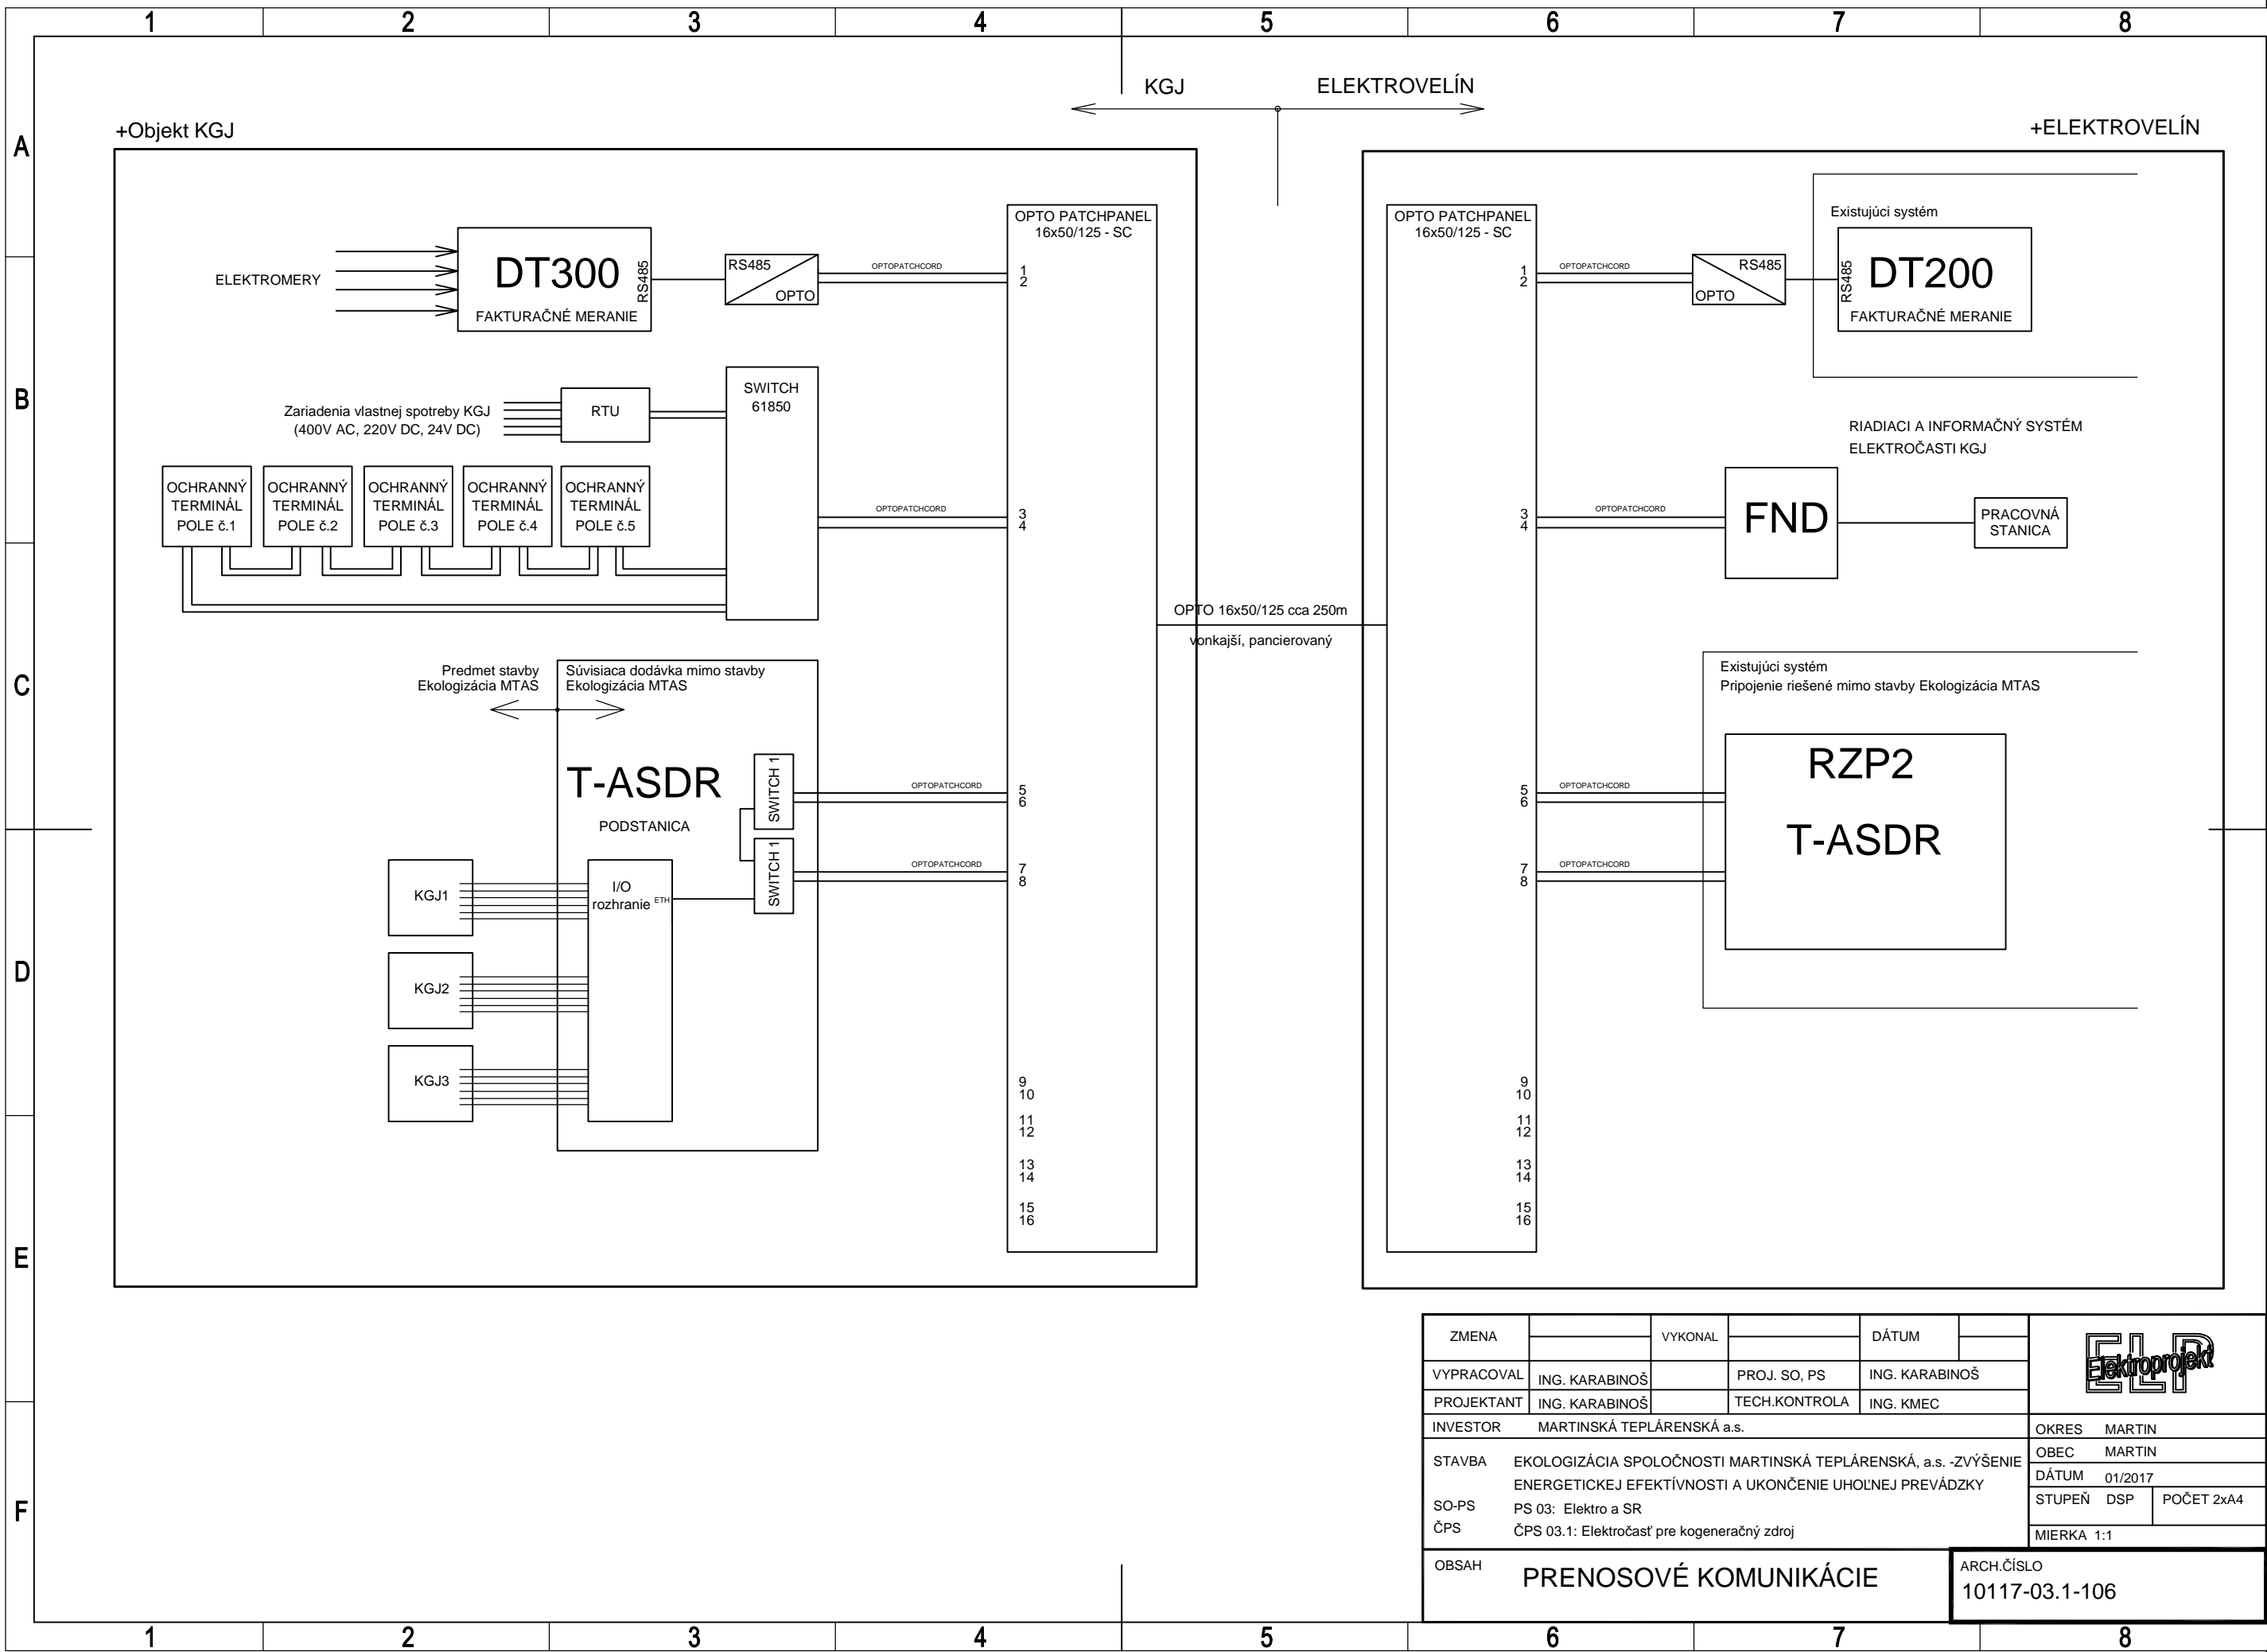 1 2 3 4 5 6 7 8
A
B
C
D
E
F
KGJ
ELEKTROVELÍN
+Objekt KGJ
+ELEKTROVELÍN
ELEKTROMERY
DT300
RS485
FAKTURAČNÉ MERANIE
RS485
OPTO
OPTOPATCHCORD
OPTO PATCHPANEL
16x50/125 - SC
1
2
Zariadenia vlastnej spotreby KGJ
(400V AC, 220V DC, 24V DC)
RTU
SWITCH
61850
OCHRANNÝ
TERMINÁL
POLE č.1
OCHRANNÝ
TERMINÁL
POLE č.2
OCHRANNÝ
TERMINÁL
POLE č.3
OCHRANNÝ
TERMINÁL
POLE č.4
OCHRANNÝ
TERMINÁL
POLE č.5
OPTOPATCHCORD
3
4
Predmet stavby
Ekologizácia MTAS
Súvisiaca dodávka mimo stavby
Ekologizácia MTAS
T-ASDR
PODSTANICA
SWITCH 1
SWITCH 1
OPTOPATCHCORD
5
6
OPTOPATCHCORD
7
8
KGJ1
KGJ2
KGJ3
I/O
rozhranie
ETH
9
10
11
12
13
14
15
16
OPTO 16x50/125 cca 250m
vonkajší, pancierovaný
OPTO PATCHPANEL
16x50/125 - SC
1
2
OPTOPATCHCORD
RS485
OPTO
Existujúci systém
RS485
DT200
FAKTURAČNÉ MERANIE
RIADIACI A INFORMAČNÝ SYSTÉM
ELEKTROČASTI KGJ
3
4
OPTOPATCHCORD
FND
PRACOVNÁ
STANICA
Existujúci systém
Pripojenie riešené mimo stavby Ekologizácia MTAS
5
6
OPTOPATCHCORD
7
8
OPTOPATCHCORD
RZP2
T-ASDR
9
10
11
12
13
14
15
16
ZMENA VYKONAL DÁTUM
VYPRACOVAL ING. KARABINOŠ PROJ. SO, PS ING. KARABINOŠ
PROJEKTANT ING. KARABINOŠ TECH.KONTROLA ING. KMEC
INVESTOR MARTINSKÁ TEPLÁRENSKÁ a.s.
STAVBA EKOLOGIZÁCIA SPOLOČNOSTI MARTINSKÁ TEPLÁRENSKÁ, a.s. -ZVÝŠENIE
ENERGETICKEJ EFEKTÍVNOSTI A UKONČENIE UHOĽNEJ PREVÁDZKY
SO-PS PS 03: Elektro a SR
ČPS ČPS 03.1: Elektročasť pre kogeneračný zdroj
OBSAH PRENOSOVÉ KOMUNIKÁCIE
ELP
Elektroprojekt
OKRES MARTIN
OBEC MARTIN
DÁTUM 01/2017
STUPEŇ DSP POČET 2xA4
MIERKA 1:1
ARCH.ČÍSLO
10117-03.1-106
1 2 3 4 5 6 7 8